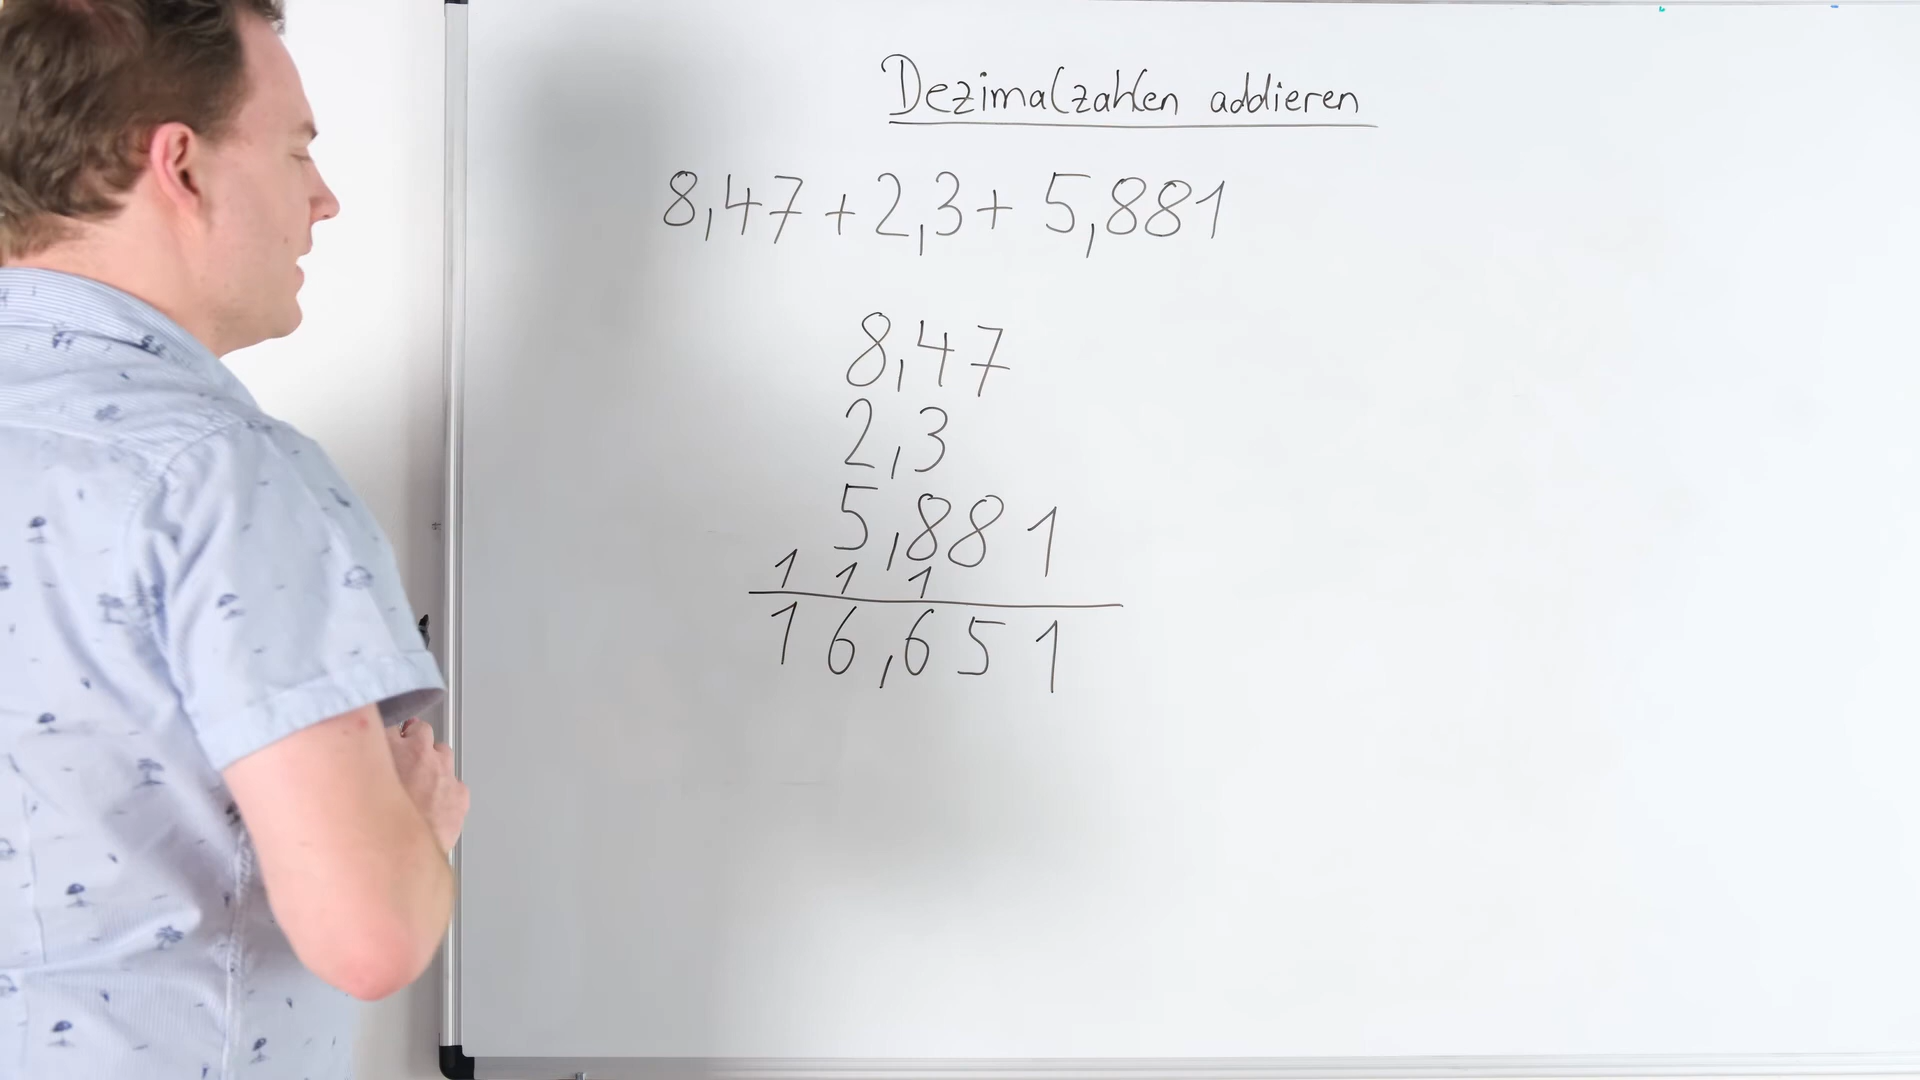 Dezimalzahlen addieren
8,47 + 2,3 + 5,881
8,47
2,3
5,881
1 1 1
16,651